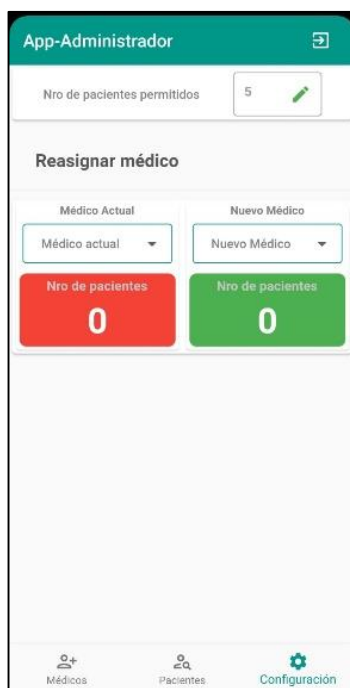 App-Administrador
Nro de pacientes permitidos 5
Reasignar médico
Médico Actual Nuevo Médico
Médico actual Nuevo Médico
Nro de pacientes Nro de pacientes
0 0
Médicos Pacientes Configuración